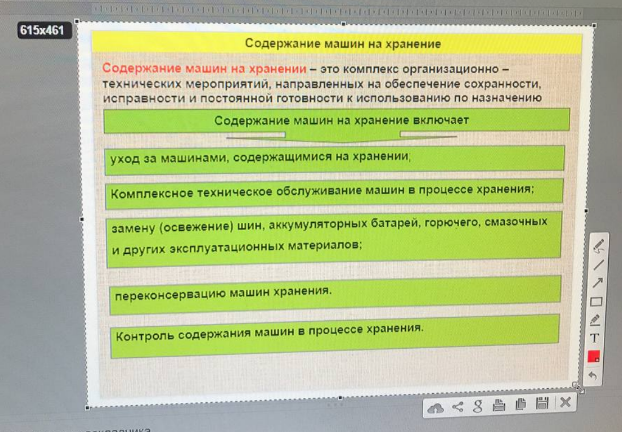 615x461
Содержание машин на хранение
Содержание машин на хранении – это комплекс организационно –
технических мероприятий, направленных на обеспечение сохранности,
исправности и постоянной готовности к использованию по назначению
Содержание машин на хранение включает
уход за машинами, содержащимися на хранении;
Комплексное техническое обслуживание машин в процессе хранения;
замену (освежение) шин, аккумуляторных батарей, горючего, смазочных
и других эксплуатационных материалов;
переконсервацию машин хранения.
Контроль содержания машин в процессе хранения.
T
g